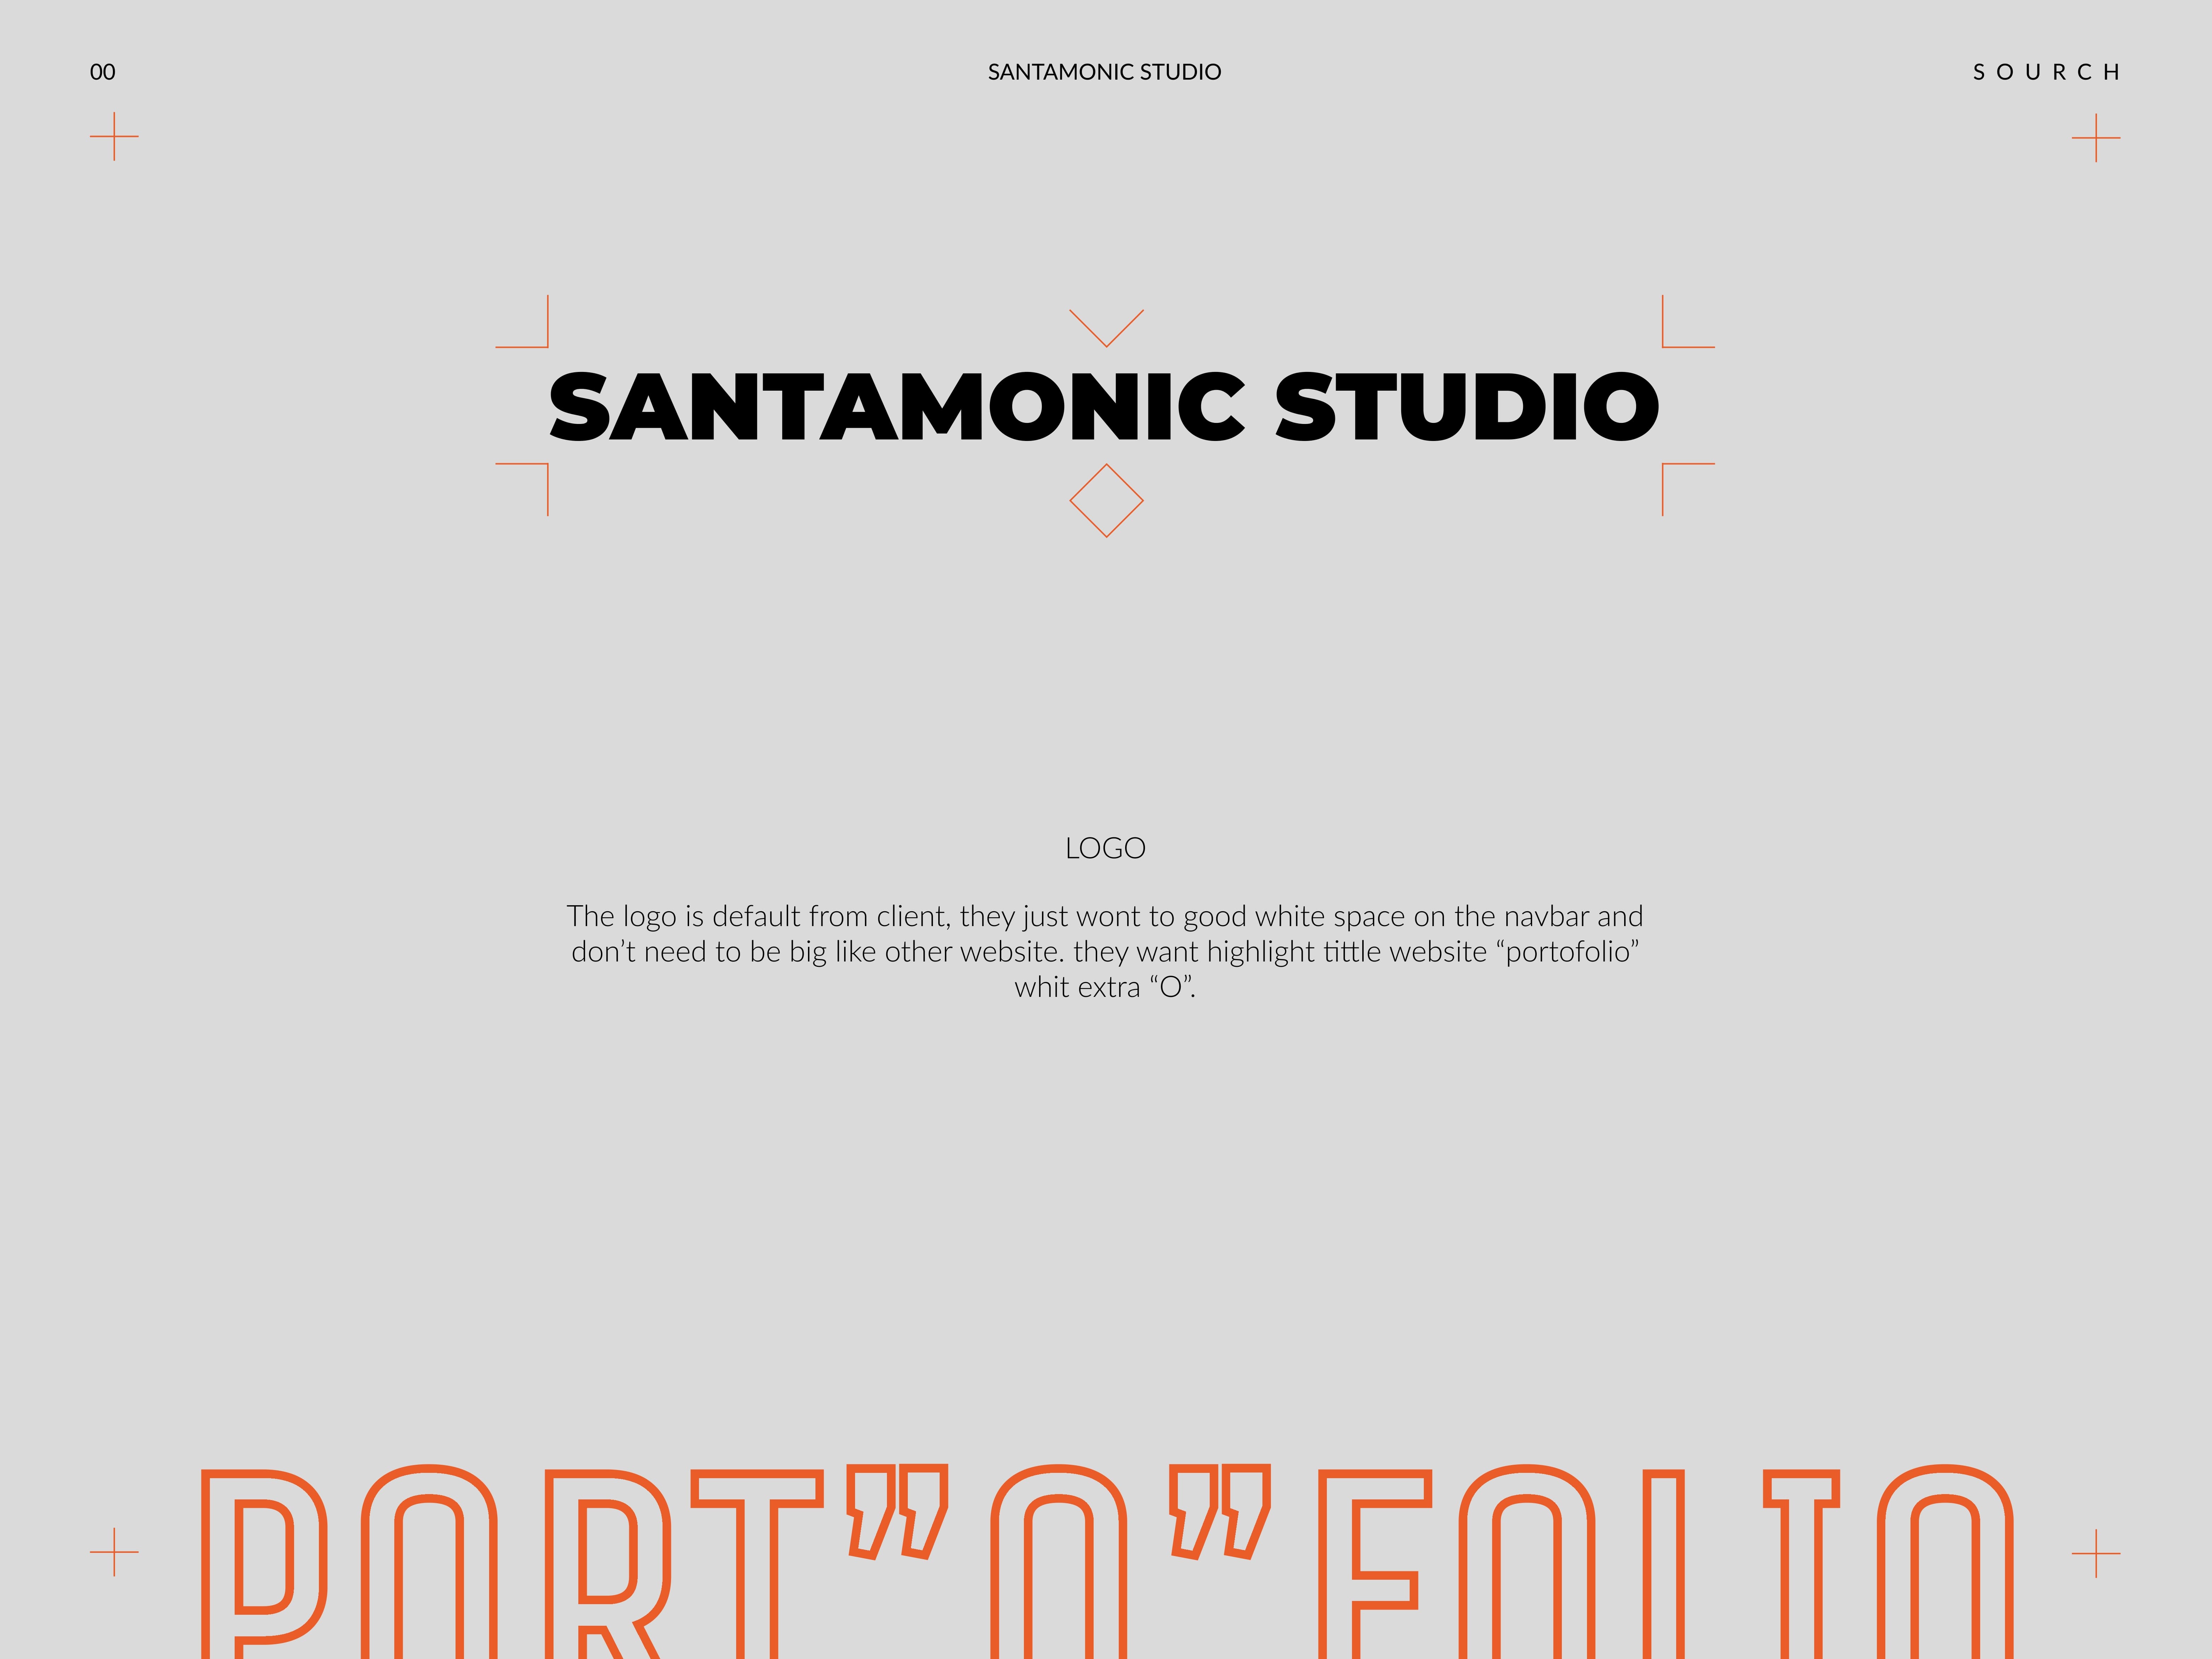 00
SANTAMONIC STUDIO
S O U R C H
SANTAMONIC STUDIO
LOGO
The logo is default from client, they just wont to good white space on the navbar and
don’t need to be big like other website. they want highlight tittle website “portofolio”
whit extra “O”.
PORT”O”FOLIO